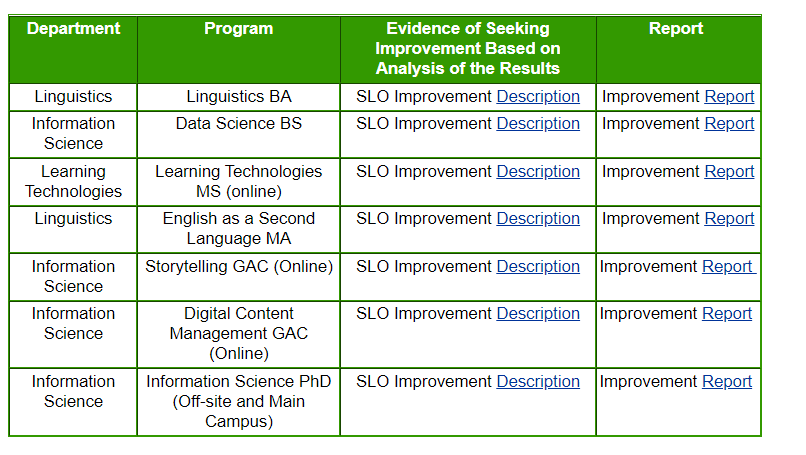 Department Program Evidence of Seeking Improvement Based on Analysis of the Results Report
Linguistics Linguistics BA SLO Improvement Description Improvement Report
Information Science Data Science BS SLO Improvement Description Improvement Report
Learning Technologies Learning Technologies MS (online) SLO Improvement Description Improvement Report
Linguistics English as a Second Language MA SLO Improvement Description Improvement Report
Information Science Storytelling GAC (Online) SLO Improvement Description Improvement Report
Information Science Digital Content Management GAC (Online) SLO Improvement Description Improvement Report
Information Science Information Science PhD (Off-site and Main Campus) SLO Improvement Description Improvement Report